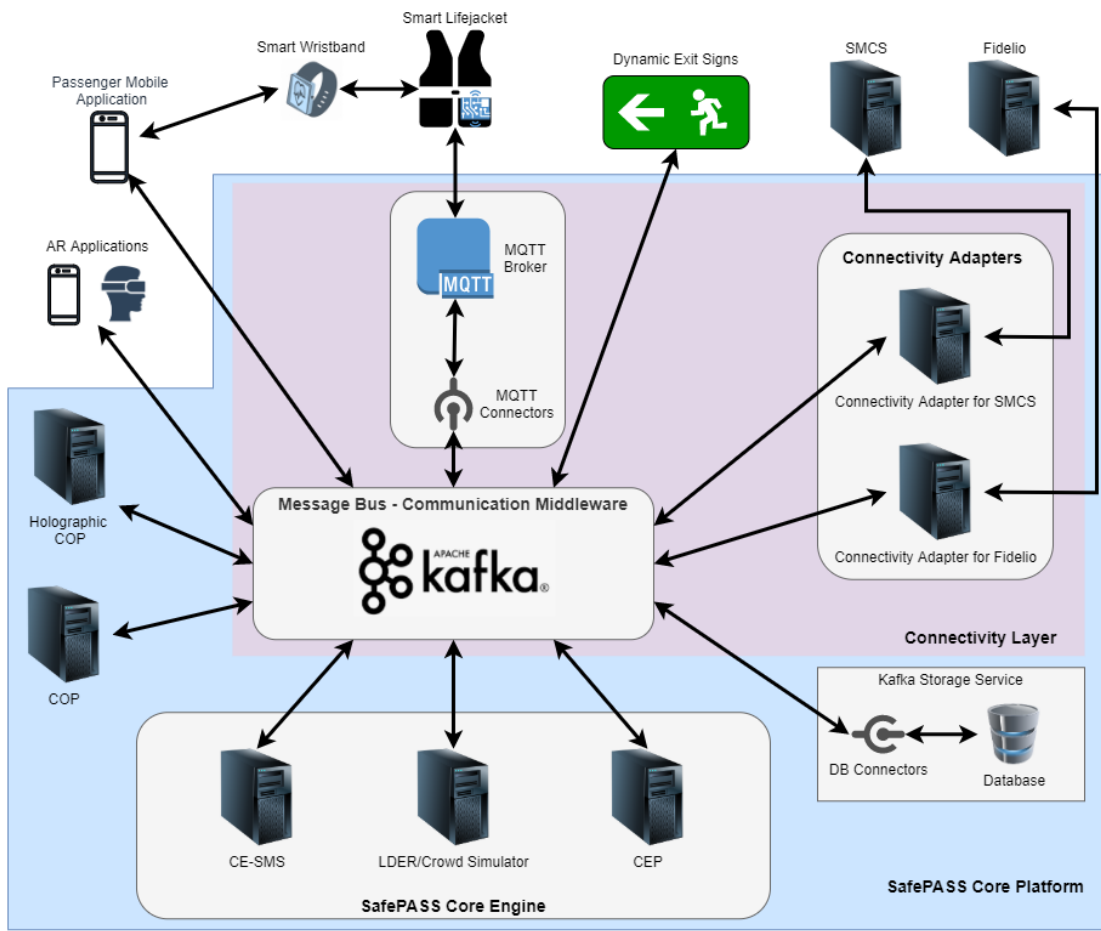 Smart Lifejacket
Smart Wristband
SMCS
Fidelio
Dynamic Exit Signs
Passenger Mobile
Application
AR Applications
MQTT
Broker
MQTT
Connectivity Adapters
MQTT
Connectors
Connectivity Adapter for SMCS
Message Bus - Communication Middleware
APACHE
kafka®
Holographic
COP
Connectivity Adapter for Fidelio
Connectivity Layer
COP
Kafka Storage Service
DB Connectors
Database
CE-SMS
LDER/Crowd Simulator
CEP
SafePASS Core Engine
SafePASS Core Platform